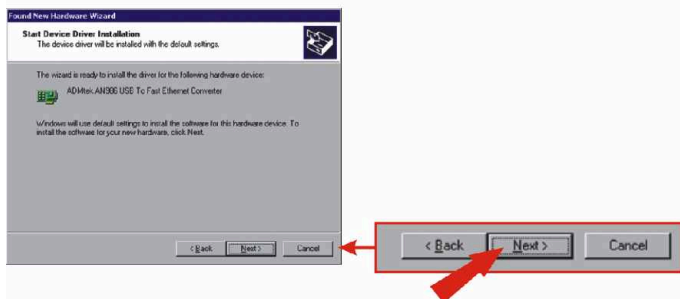 Found New Hardware Wizard
Start Device Driver Installation
The device driver will be installed with the default settings.
The wizard is ready to install the driver for the following hardware device:
ADMtek AN986 USB To Fast Ethernet Converter
Windows will use default settings to install the software for this hardware device. To
install the software for your new hardware, click Next.
< Back Next > Cancel
< Back Next > Cancel